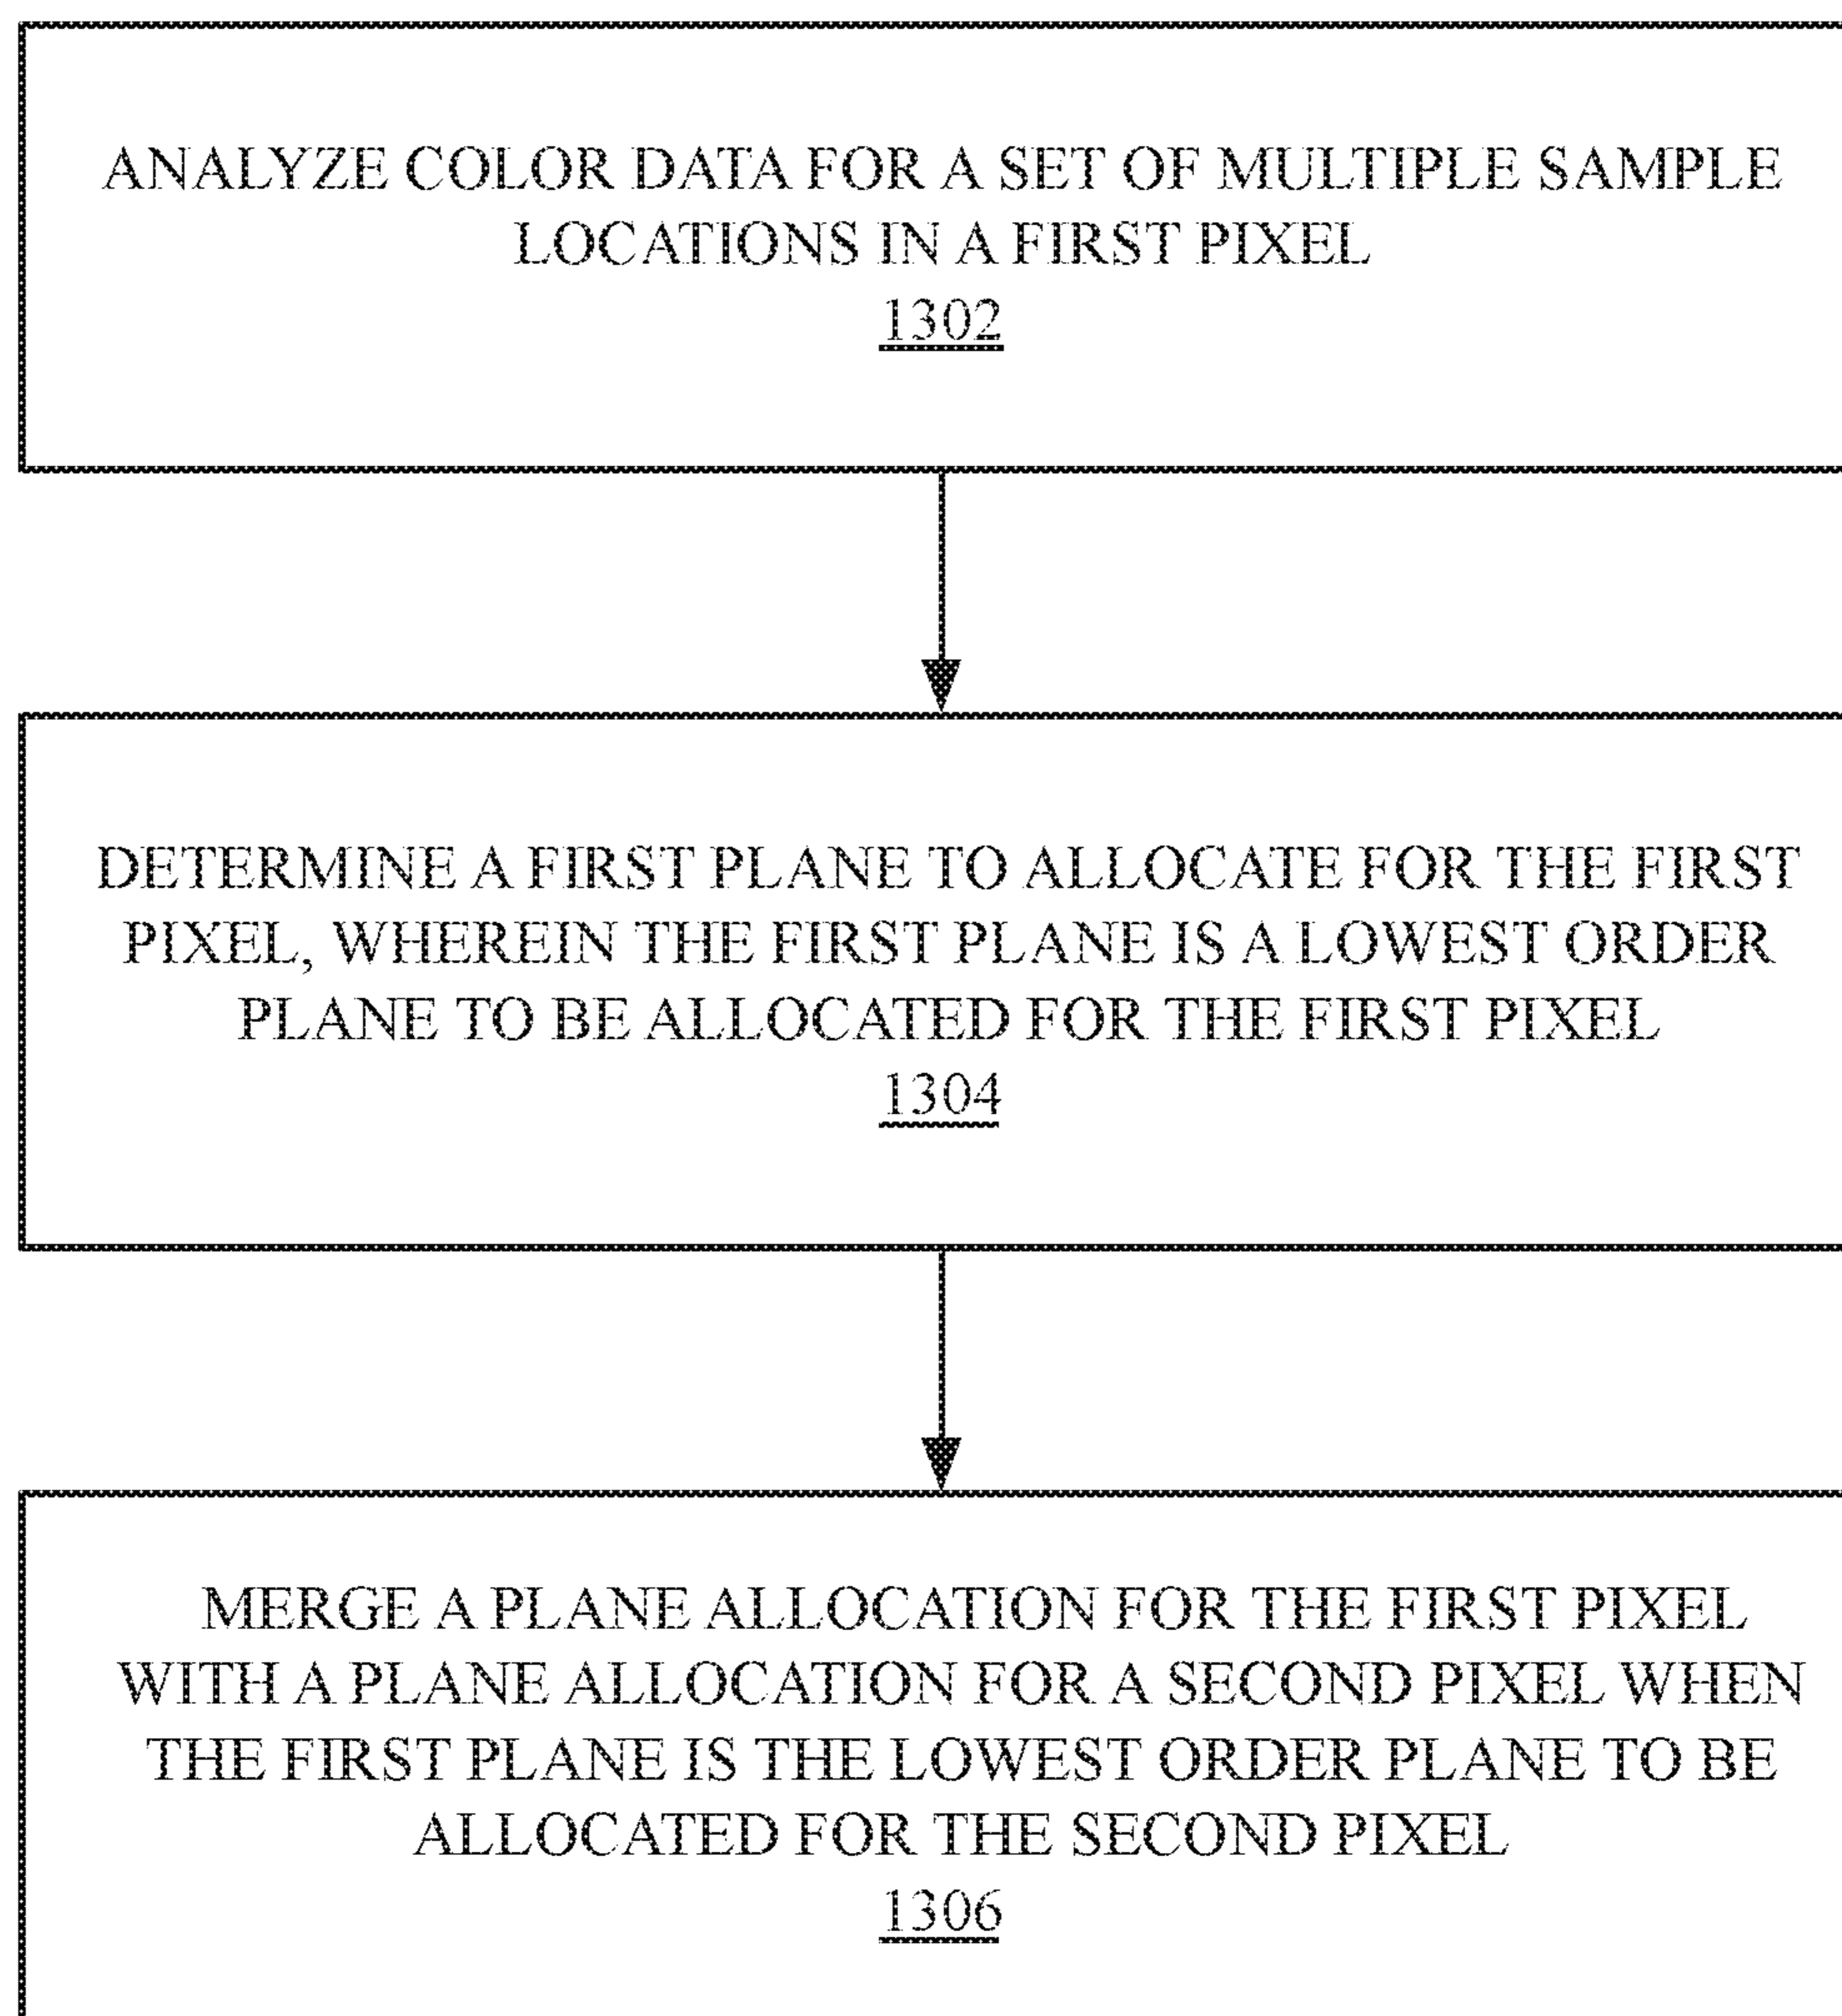 ANALYZE COLOR DATA FOR A SET OF MULTIPLE SAMPLE
LOCATIONS IN A FIRST PIXEL
1302
DETERMINE A FIRST PLANE TO ALLOCATE FOR THE FIRST
PIXEL, WHEREIN THE FIRST PLANE IS A LOWEST ORDER
PLANE TO BE ALLOCATED FOR THE FIRST PIXEL
1304
MERGE A PLANE ALLOCATION FOR THE FIRST PIXEL
WITH A PLANE ALLOCATION FOR A SECOND PIXEL WHEN
THE FIRST PLANE IS THE LOWEST ORDER PLANE TO BE
ALLOCATED FOR THE SECOND PIXEL
1306